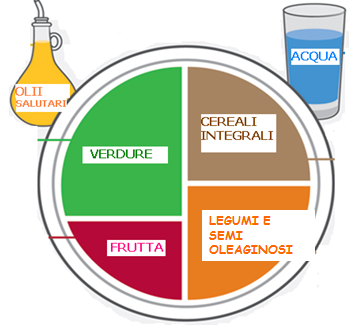 OLII
SALUTARI
ACQUA
VERDURE
CEREALI
INTEGRALI
FRUTTA
LEGUMI E
SEMI
OLEAGINOSI